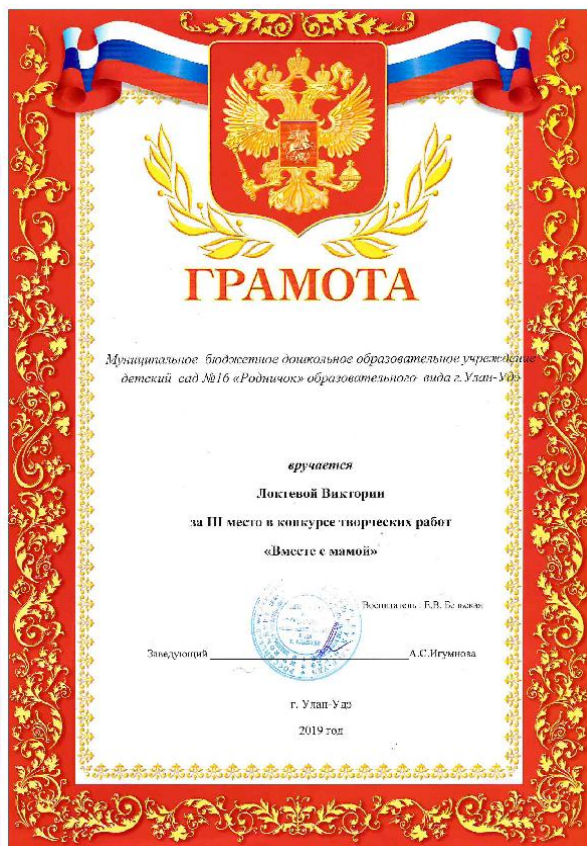 ГРАМОТА
Муниципальное бюджетное дошкольное образовательное учреждение
детский сад №16 «Родничок» образовательного вида г.Улан-Удэ
вручается
Локтевой Виктории
за III место в конкурсе творческих работ
«Вместе с мамой»
Воспитатель: Е.В.
Заведующий А.С.Игумнова
г. Улан-Удэ
2019 год